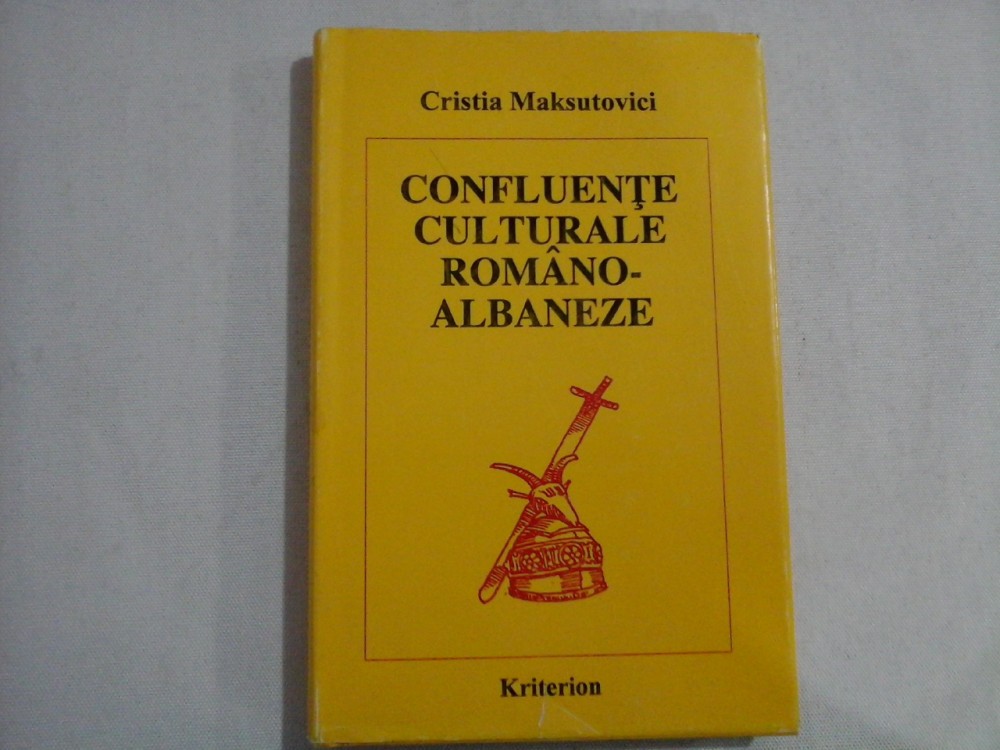 Cristia Maksutovici
CONFLUENŢE
CULTURALE
ROMÂNO-
ALBANEZE
Kriterion